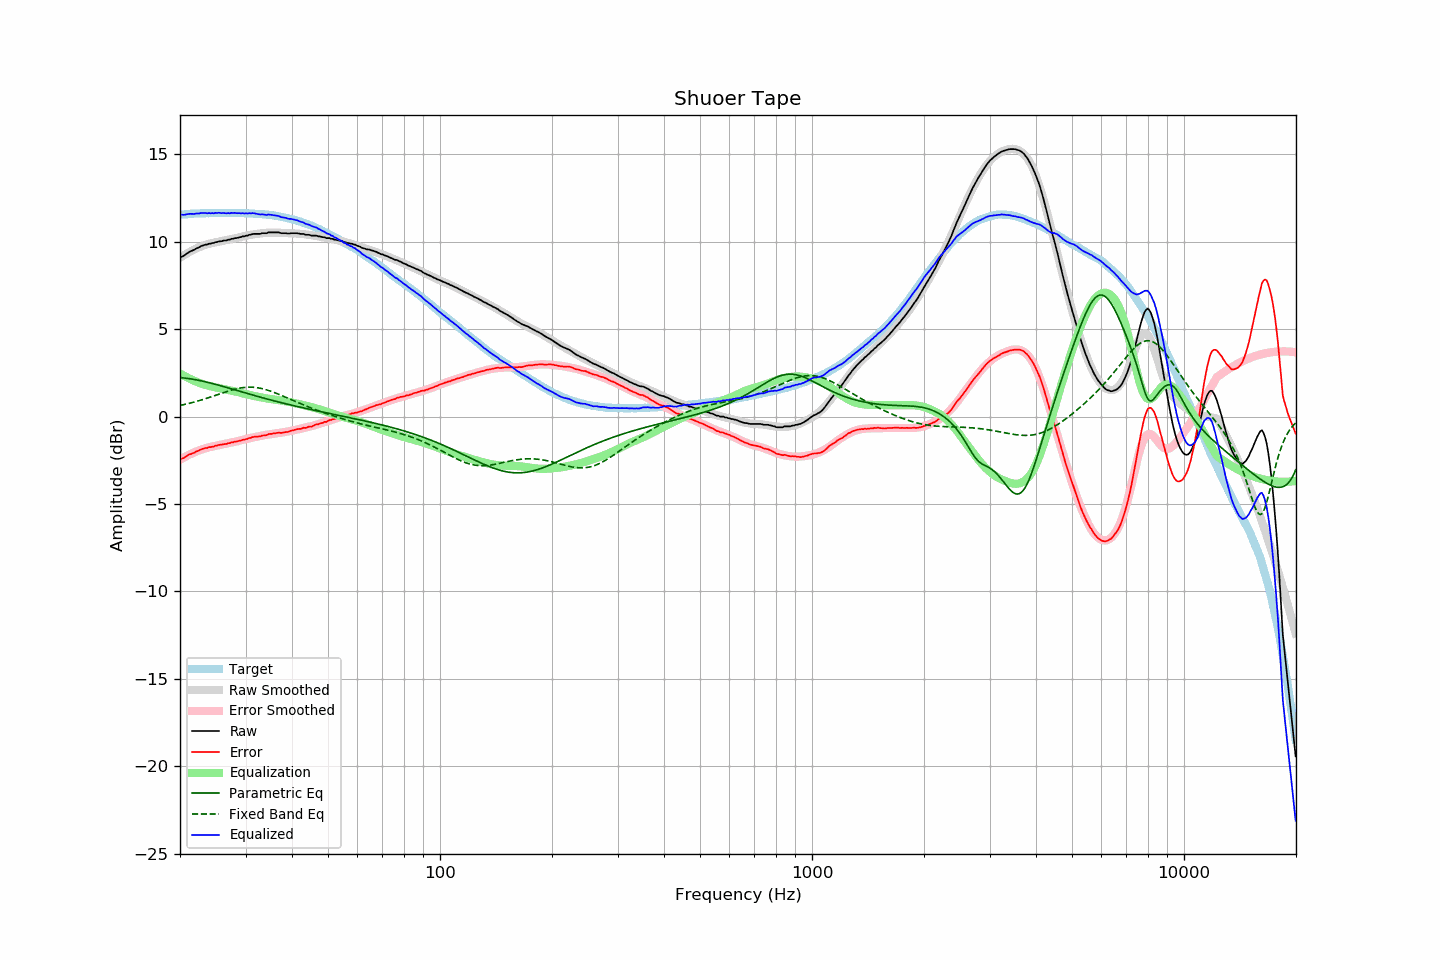 Shuoer Tape
15
10
5
0
−5
−10
−15
−20
−25
Amplitude (dBr)
Target
Raw Smoothed
Error Smoothed
Raw
Error
Equalization
Parametric Eq
Fixed Band Eq
Equalized
100
1000
10000
Frequency (Hz)